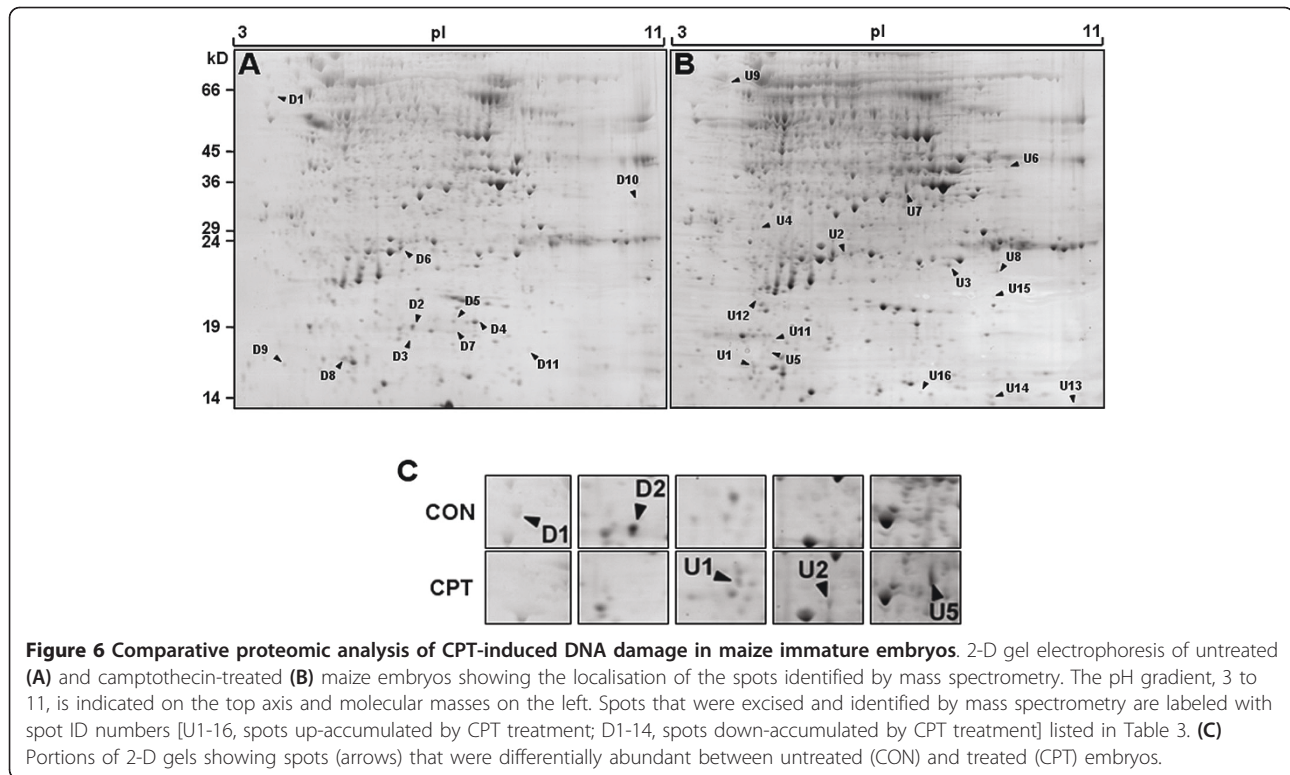 3 pI 11 3 pI 11
kD A B
U9
66 D1
45
U6
36 D10 U7
29 U4
24 U2
D6 U8
U3
U15
D5 U12
D2
19 D4 U11
D3 D7
D9 D11 U1 U5
D8 U16
U14 U13
14
C
CON D1 D2
CPT U1 U2 U5
Figure 6 Comparative proteomic analysis of CPT-induced DNA damage in maize immature embryos. 2-D gel electrophoresis of untreated
(A) and camptothecin-treated (B) maize embryos showing the localisation of the spots identified by mass spectrometry. The pH gradient, 3 to
11, is indicated on the top axis and molecular masses on the left. Spots that were excised and identified by mass spectrometry are labeled with
spot ID numbers [U1-16, spots up-accumulated by CPT treatment; D1-14, spots down-accumulated by CPT treatment] listed in Table 3. (C)
Portions of 2-D gels showing spots (arrows) that were differentially abundant between untreated (CON) and treated (CPT) embryos.